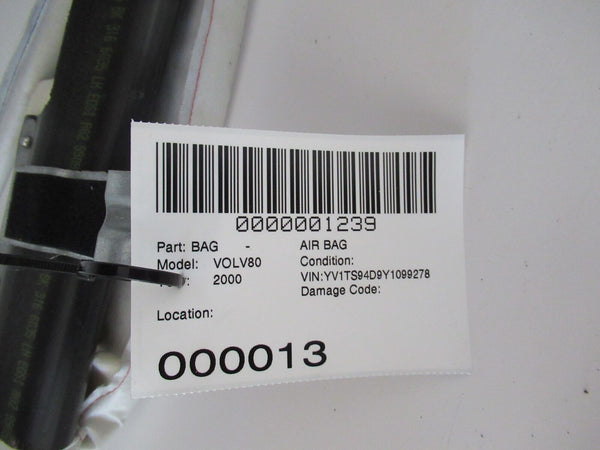 0000001239
Part: BAG - AIR BAG
Model: VOLV80 Condition:
2000 VIN:YV1TS94D9Y1099278
Damage Code:
Location:
000013